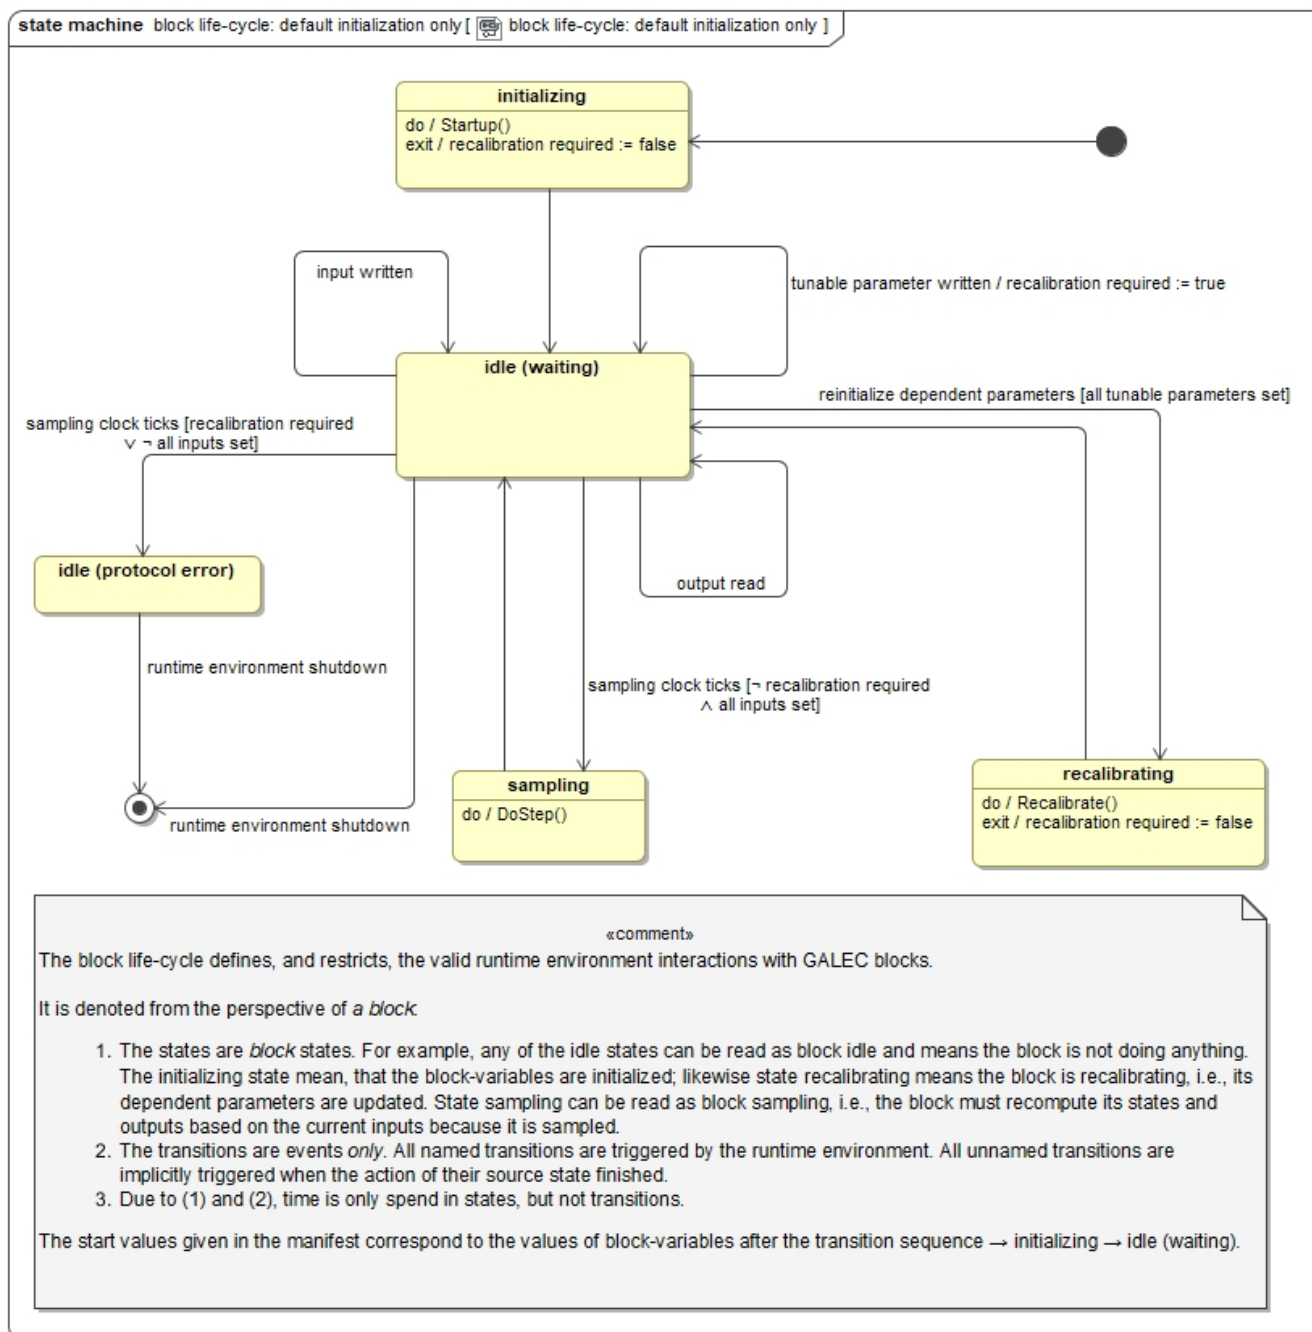 state machine block life-cycle: default initialization only [ block life-cycle: default initialization only ]
initializing
do / Startup()
exit / recalibration required := false
input written
tunable parameter written / recalibration required := true
idle (waiting)
reinitialize dependent parameters [all tunable parameters set]
sampling clock ticks [recalibration required
∨ ¬ all inputs set]
idle (protocol error)
output read
runtime environment shutdown
sampling clock ticks [¬ recalibration required
∧ all inputs set]
recalibrating
do / Recalibrate()
exit / recalibration required := false
sampling
do / DoStep()
runtime environment shutdown
«comment»
The block life-cycle defines, and restricts, the valid runtime environment interactions with GALEC blocks.
It is denoted from the perspective of a block:
1. The states are block states. For example, any of the idle states can be read as block idle and means the block is not doing anything.
The initializing state mean, that the block-variables are initialized; likewise state recalibrating means the block is recalibrating, i.e., its
dependent parameters are updated. State sampling can be read as block sampling, i.e., the block must recompute its states and
outputs based on the current inputs because it is sampled.
2. The transitions are events only. All named transitions are triggered by the runtime environment. All unnamed transitions are
implicitly triggered when the action of their source state finished.
3. Due to (1) and (2), time is only spend in states, but not transitions.
The start values given in the manifest correspond to the values of block-variables after the transition sequence → initializing → idle (waiting).